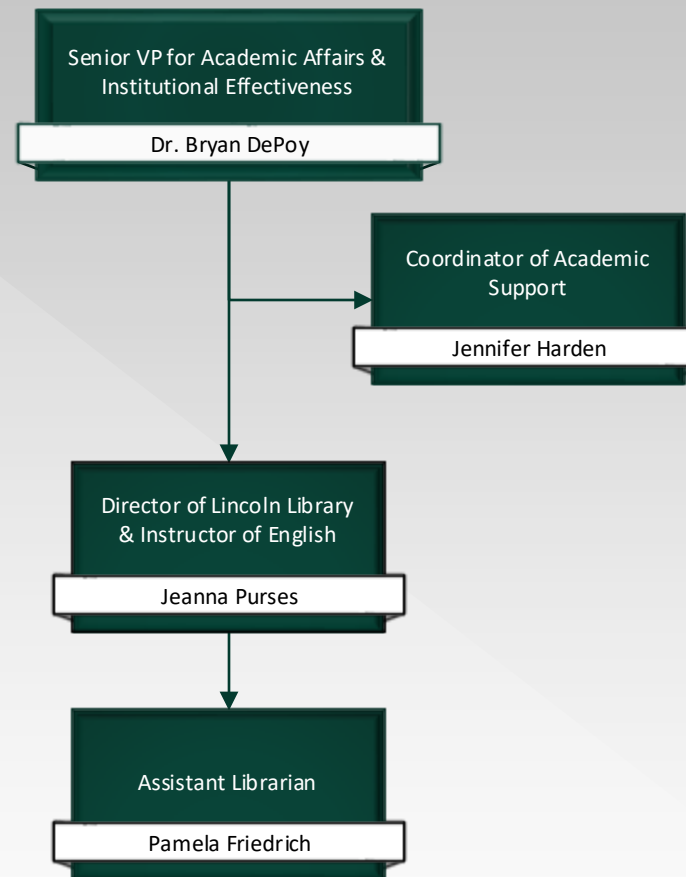 Senior VP for Academic Affairs &
Institutional Effectiveness
Dr. Bryan DePoy
Coordinator of Academic
Support
Jennifer Harden
Director of Lincoln Library
& Instructor of English
Jeanna Purses
Assistant Librarian
Pamela Friedrich